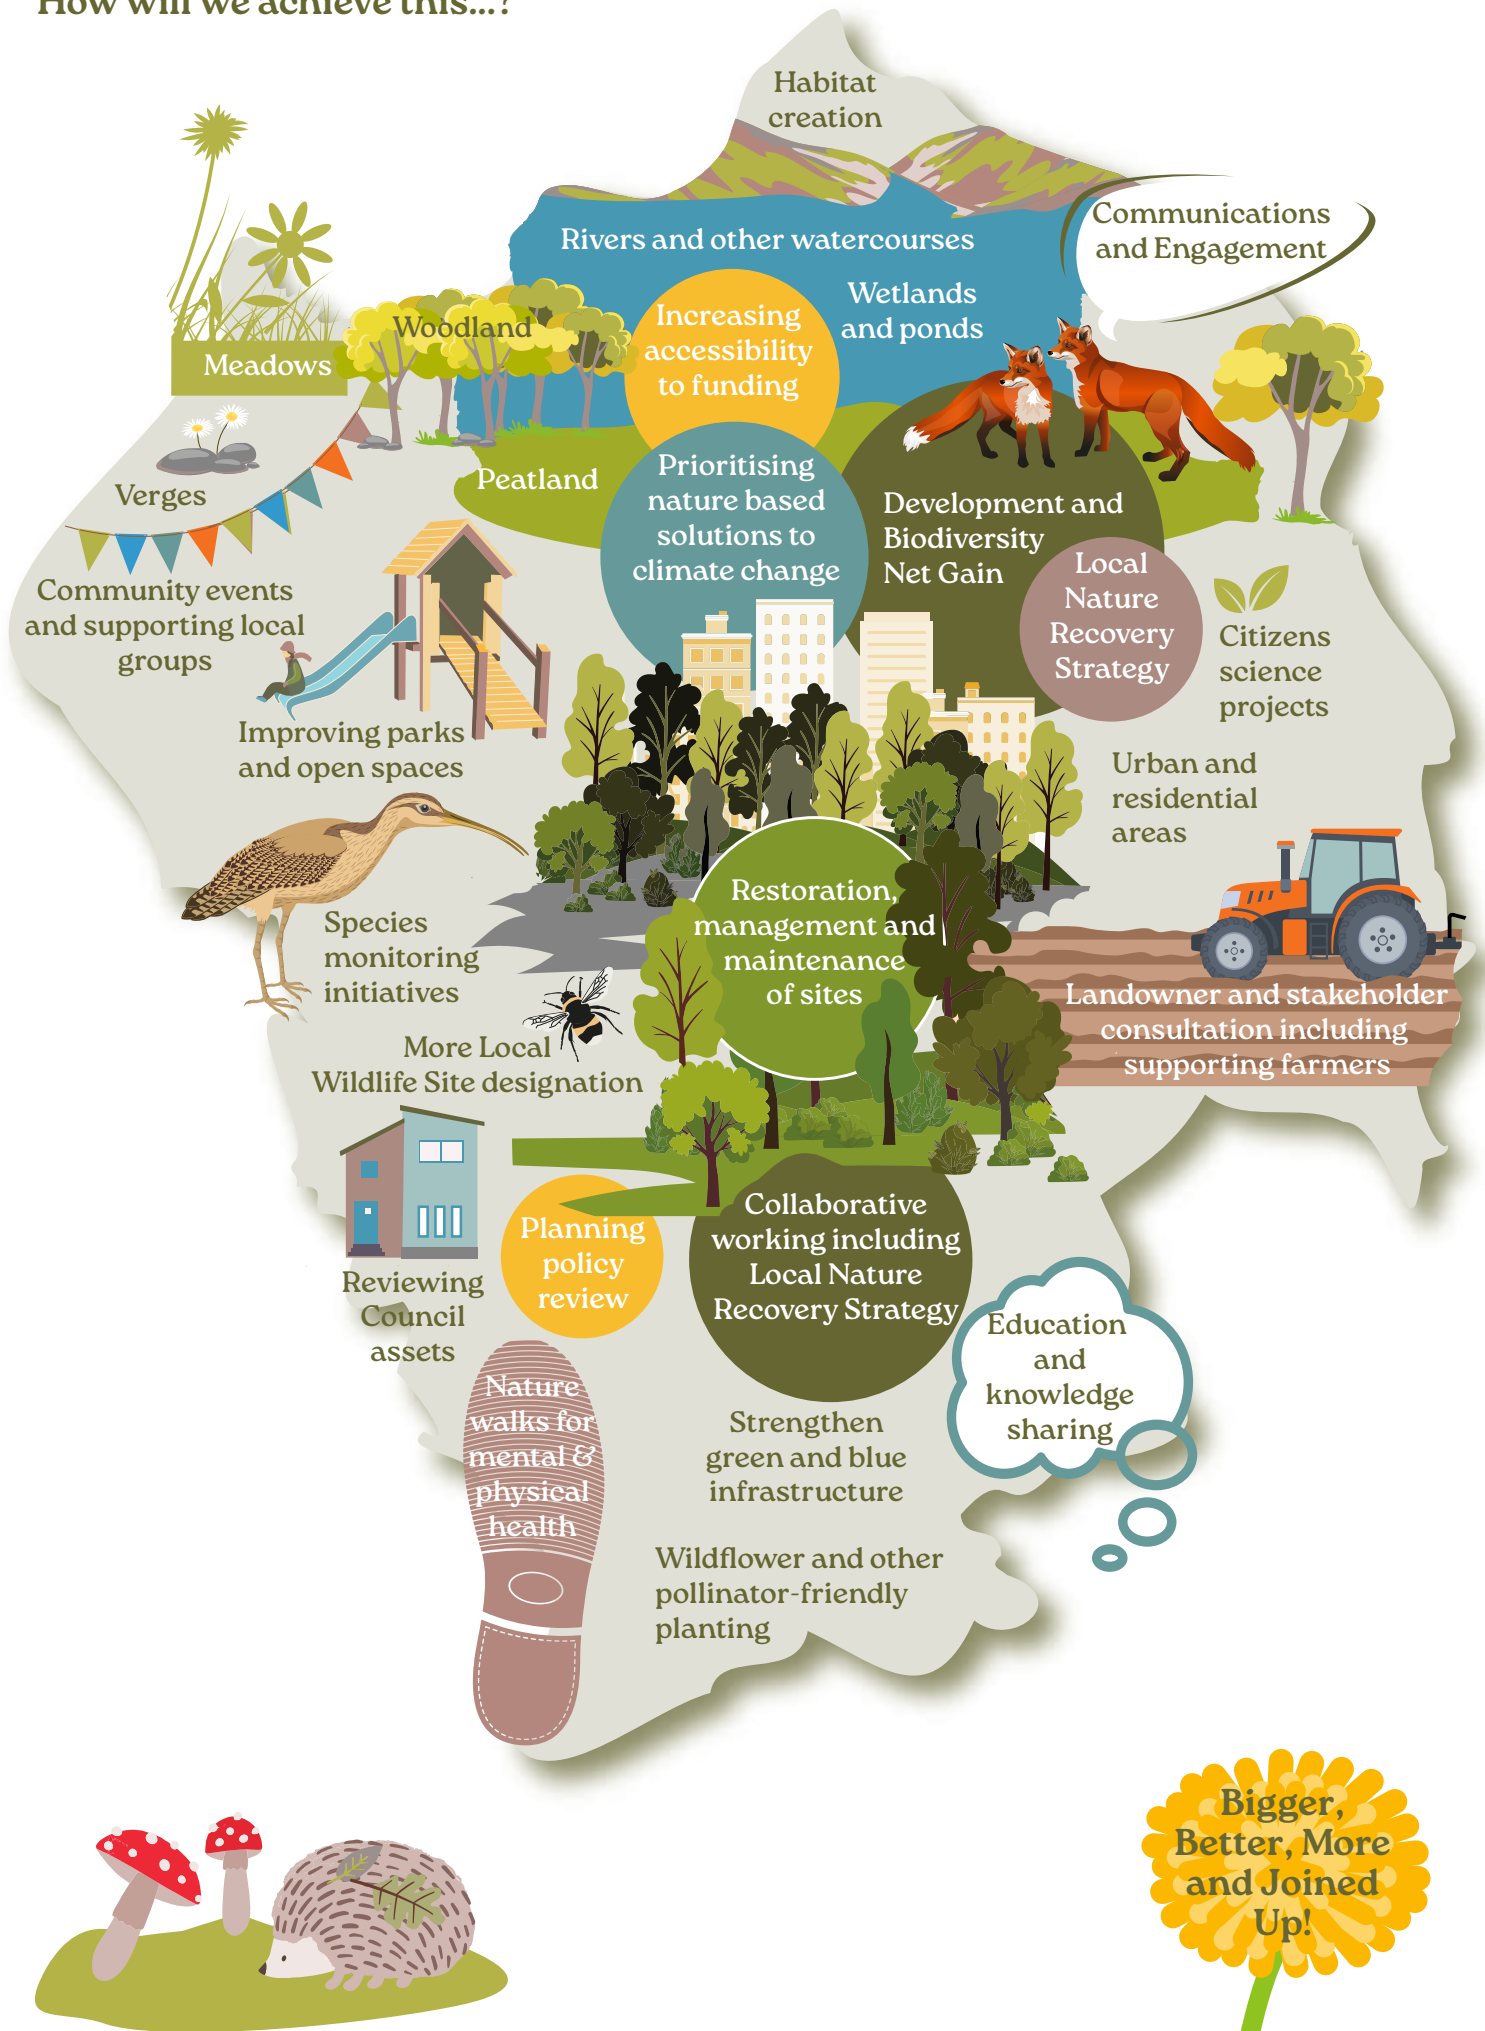 How will we achieve this...?
Habitat
creation
Communications
and Engagement
Rivers and other watercourses
Wetlands
and ponds
Increasing
accessibility
to funding
Woodland
Meadows
Peatland
Verges
Prioritising
nature based
solutions to
climate change
Development and
Biodiversity
Net Gain
Local
Nature
Recovery
Strategy
Citizens
science
projects
Community events
and supporting local
groups
Improving parks
and open spaces
Urban and
residential
areas
Restoration,
management and
maintenance
of sites
Species
monitoring
initiatives
Landowner and stakeholder
consultation including
supporting farmers
More Local
Wildlife Site designation
Reviewing
Council
assets
Planning
policy
review
Collaborative
working including
Local Nature
Recovery Strategy
Education
and
knowledge
sharing
Nature
walks for
mental &
physical
health
Strengthen
green and blue
infrastructure
Wildflower and other
pollinator-friendly
planting
Bigger,
Better, More
and Joined
Up!